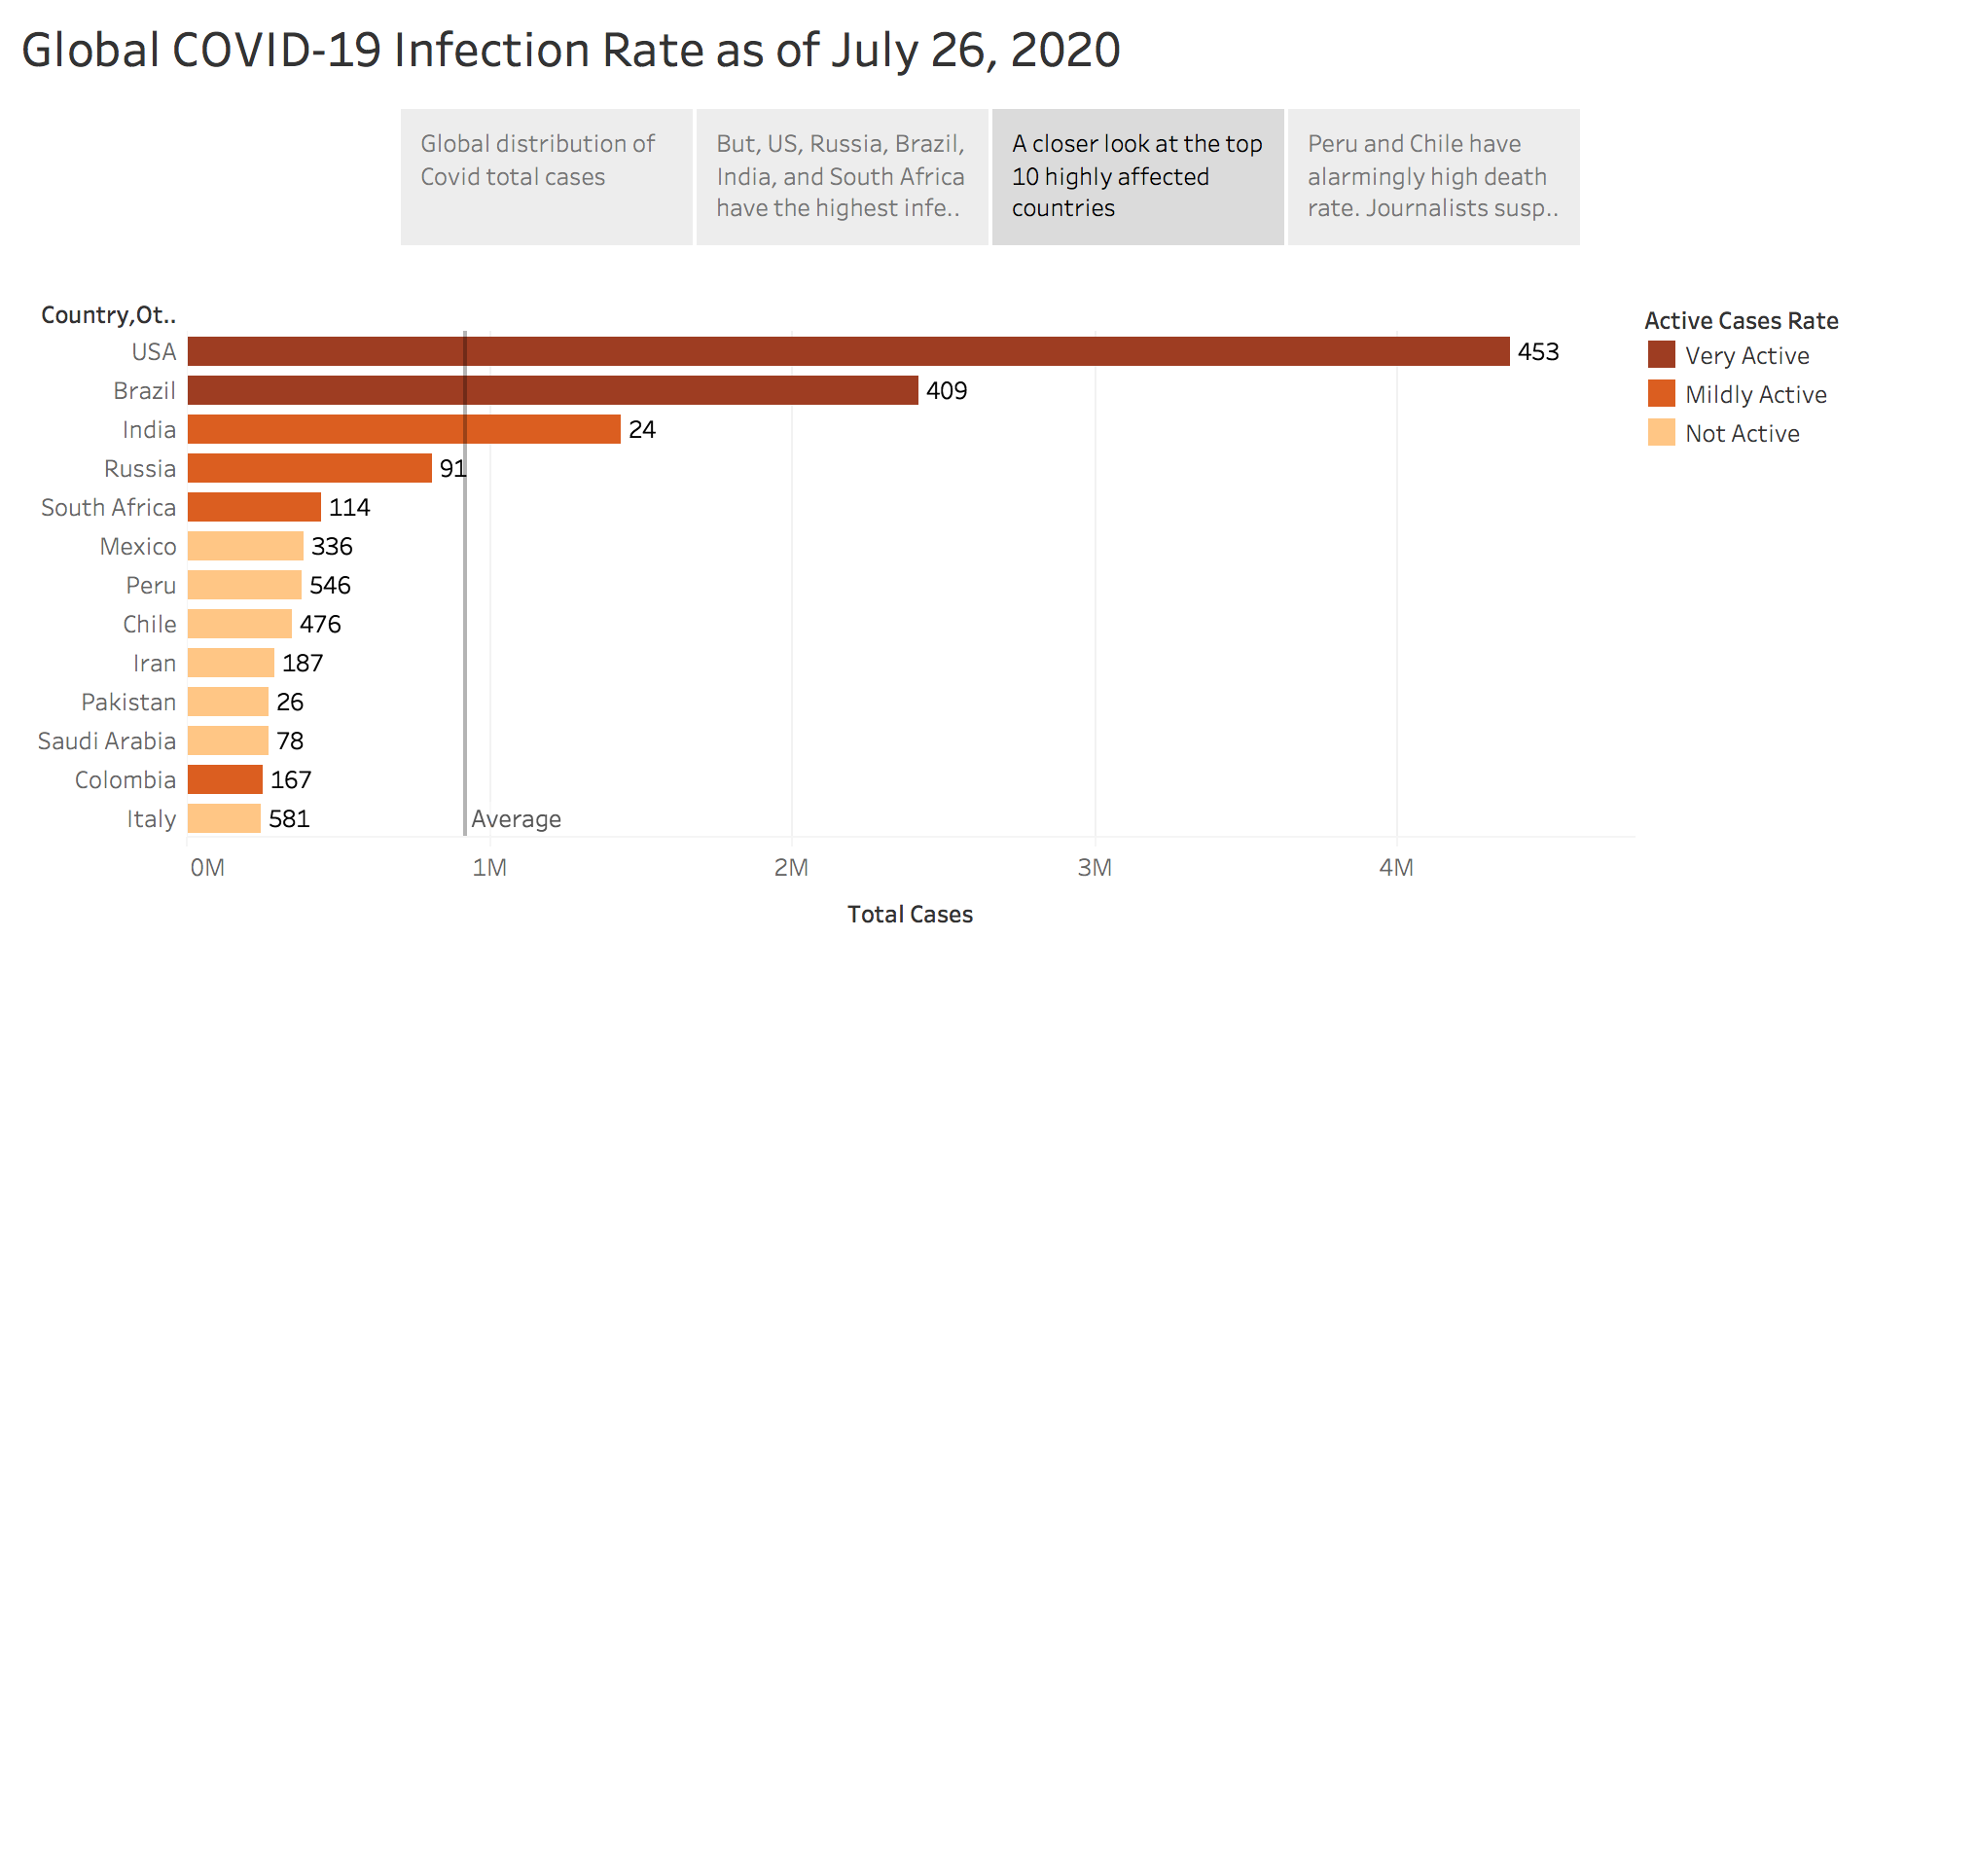 Global COVID-19 Infection Rate as of July 26, 2020
Global distribution of
Covid total cases
But, US, Russia, Brazil,
India, and South Africa
have the highest infe..
A closer look at the top
10 highly affected
countries
Peru and Chile have
alarmingly high death
rate. Journalists susp..
Country,Ot..
USA 453
Brazil 409
India 24
Russia 91
South Africa 114
Mexico 336
Peru 546
Chile 476
Iran 187
Pakistan 26
Saudi Arabia 78
Colombia 167
Italy 581 Average
0M 1M 2M 3M 4M
Total Cases
Active Cases Rate
Very Active
Mildly Active
Not Active